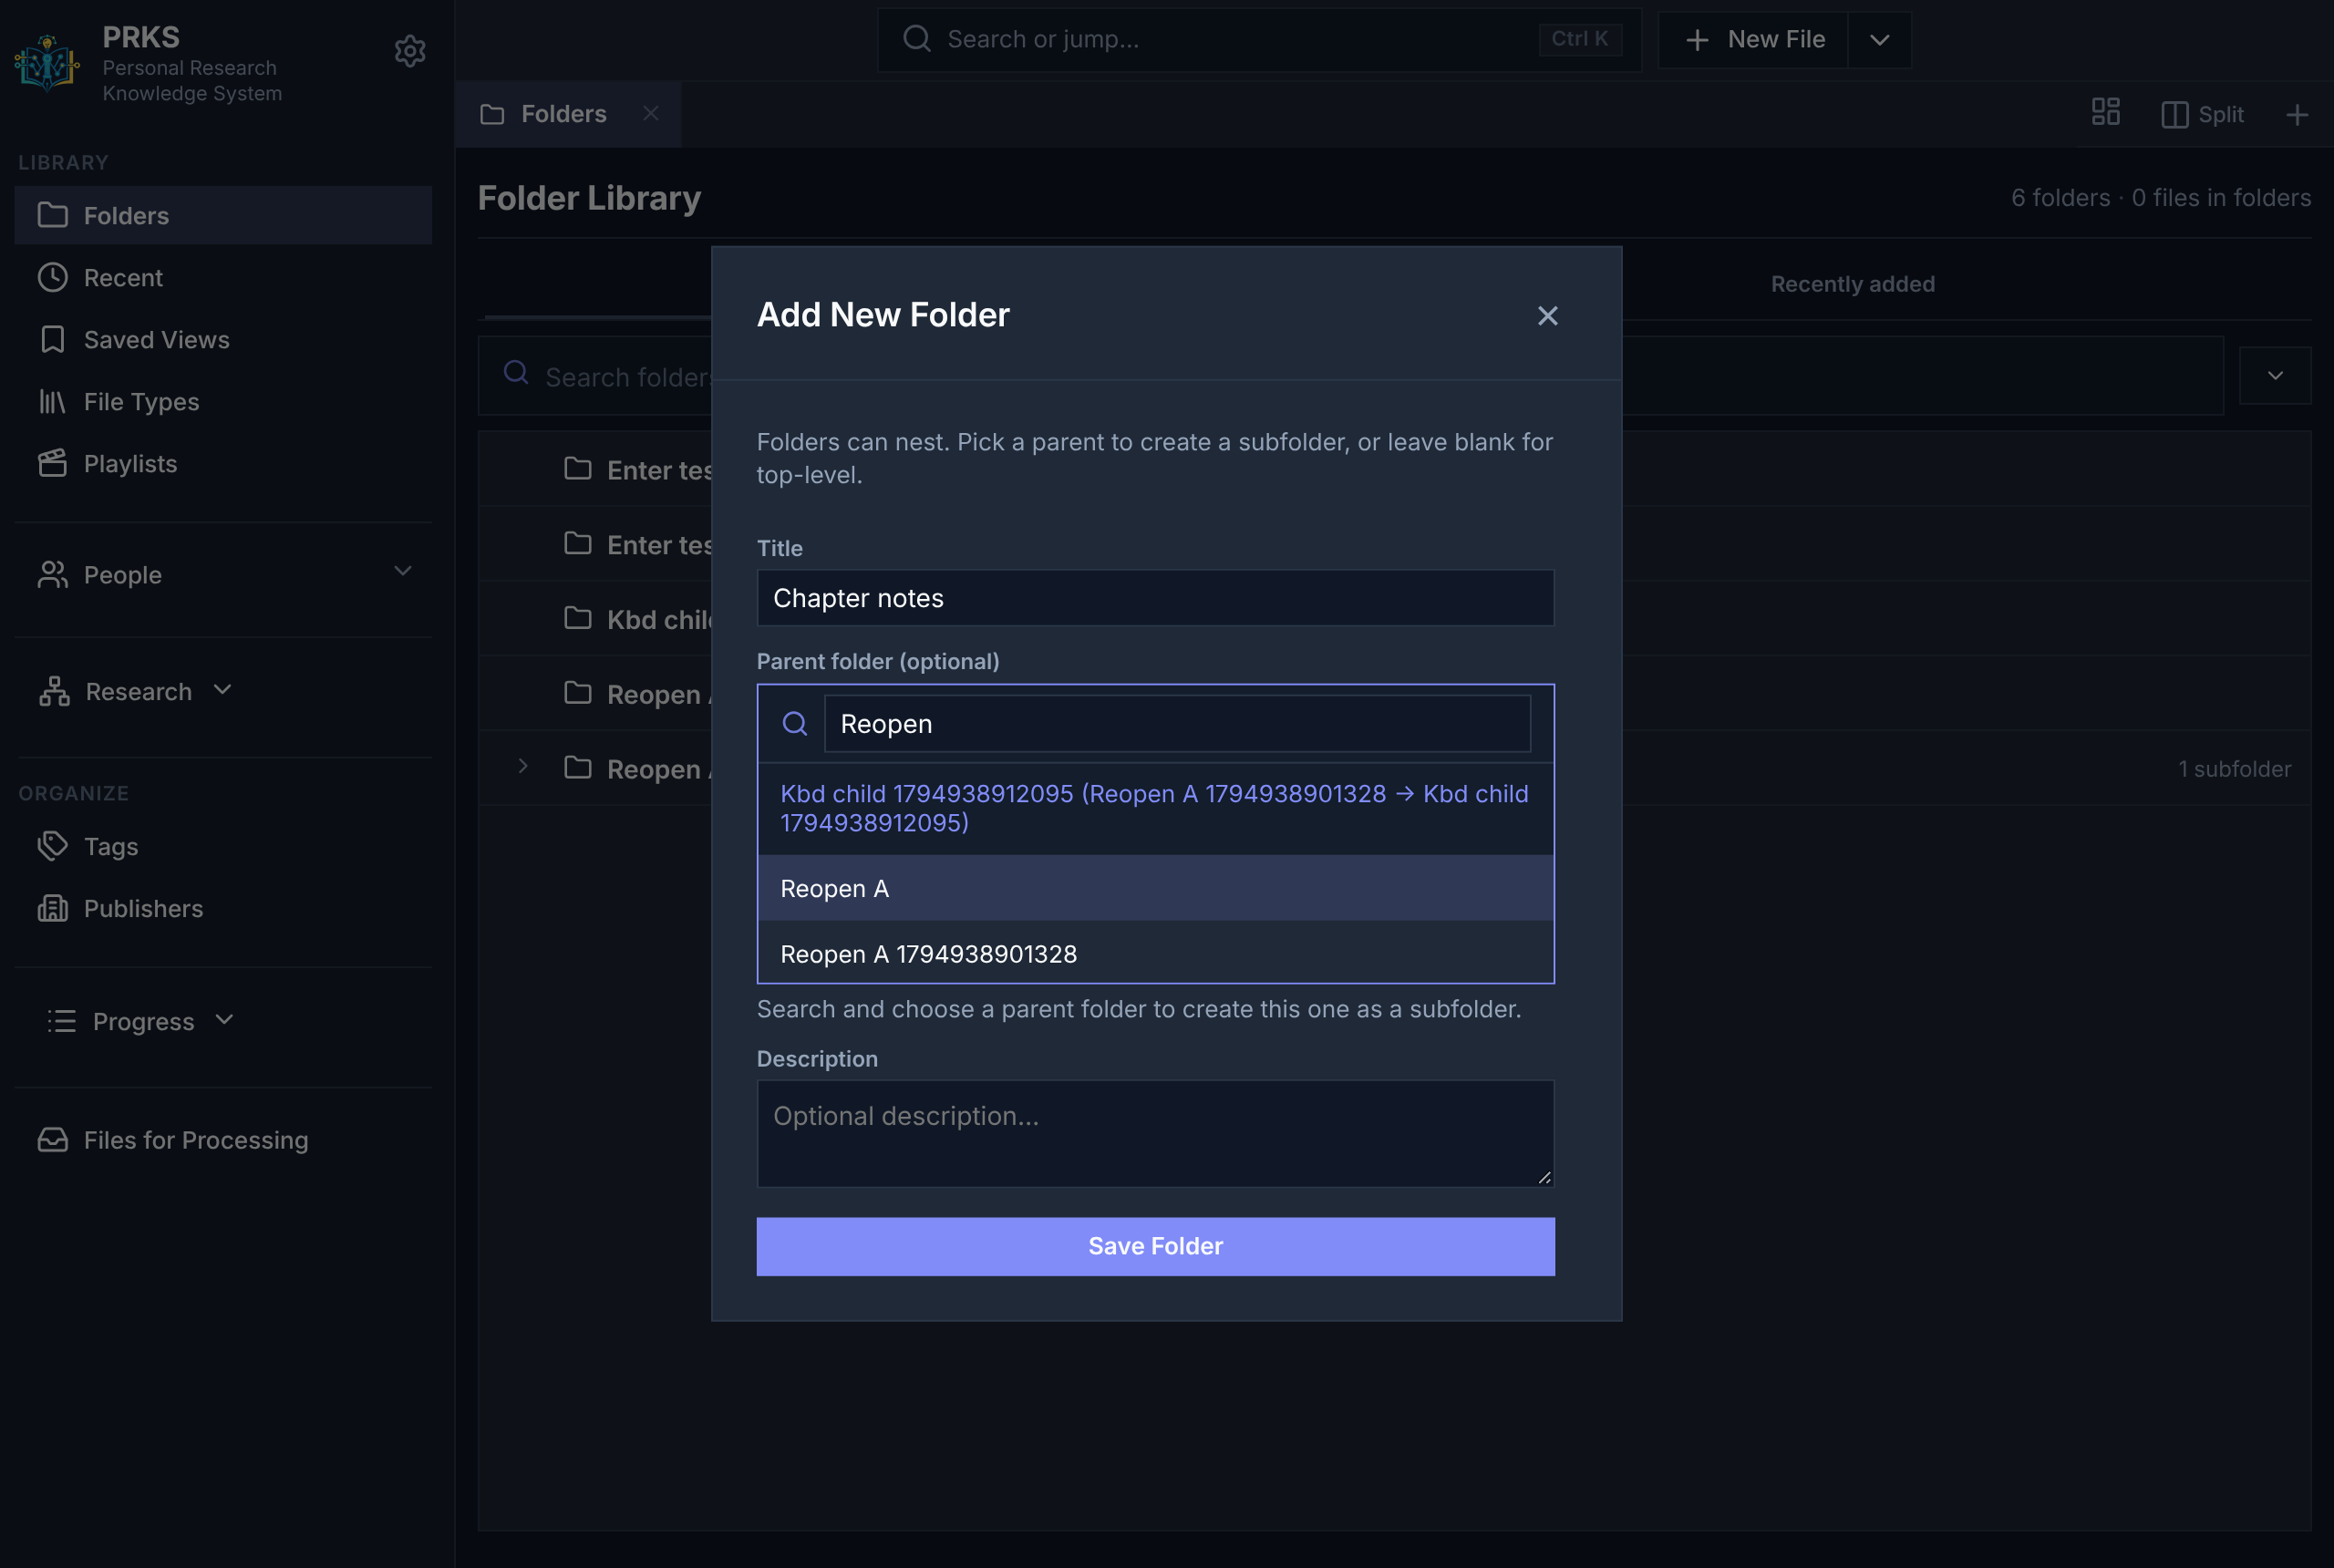 PRKS
Personal Research
Knowledge System
LIBRARY
Folders
Recent
Saved Views
File Types
Playlists
People
Research
ORGANIZE
Tags
Publishers
Progress
Files for Processing
Search or jump...
Ctrl K
New File
Folders
Split
Folder Library
6 folders · 0 files in folders
Recently added
Search folders
Enter tes
Enter tes
Kbd chil
Reopen
Reopen
1 subfolder
Add New Folder
Folders can nest. Pick a parent to create a subfolder, or leave blank for
top-level.
Title
Chapter notes
Parent folder (optional)
Reopen
Kbd child 1794938912095 (Reopen A 1794938901328 → Kbd child
1794938912095)
Reopen A
Reopen A 1794938901328
Search and choose a parent folder to create this one as a subfolder.
Description
Optional description...
Save Folder